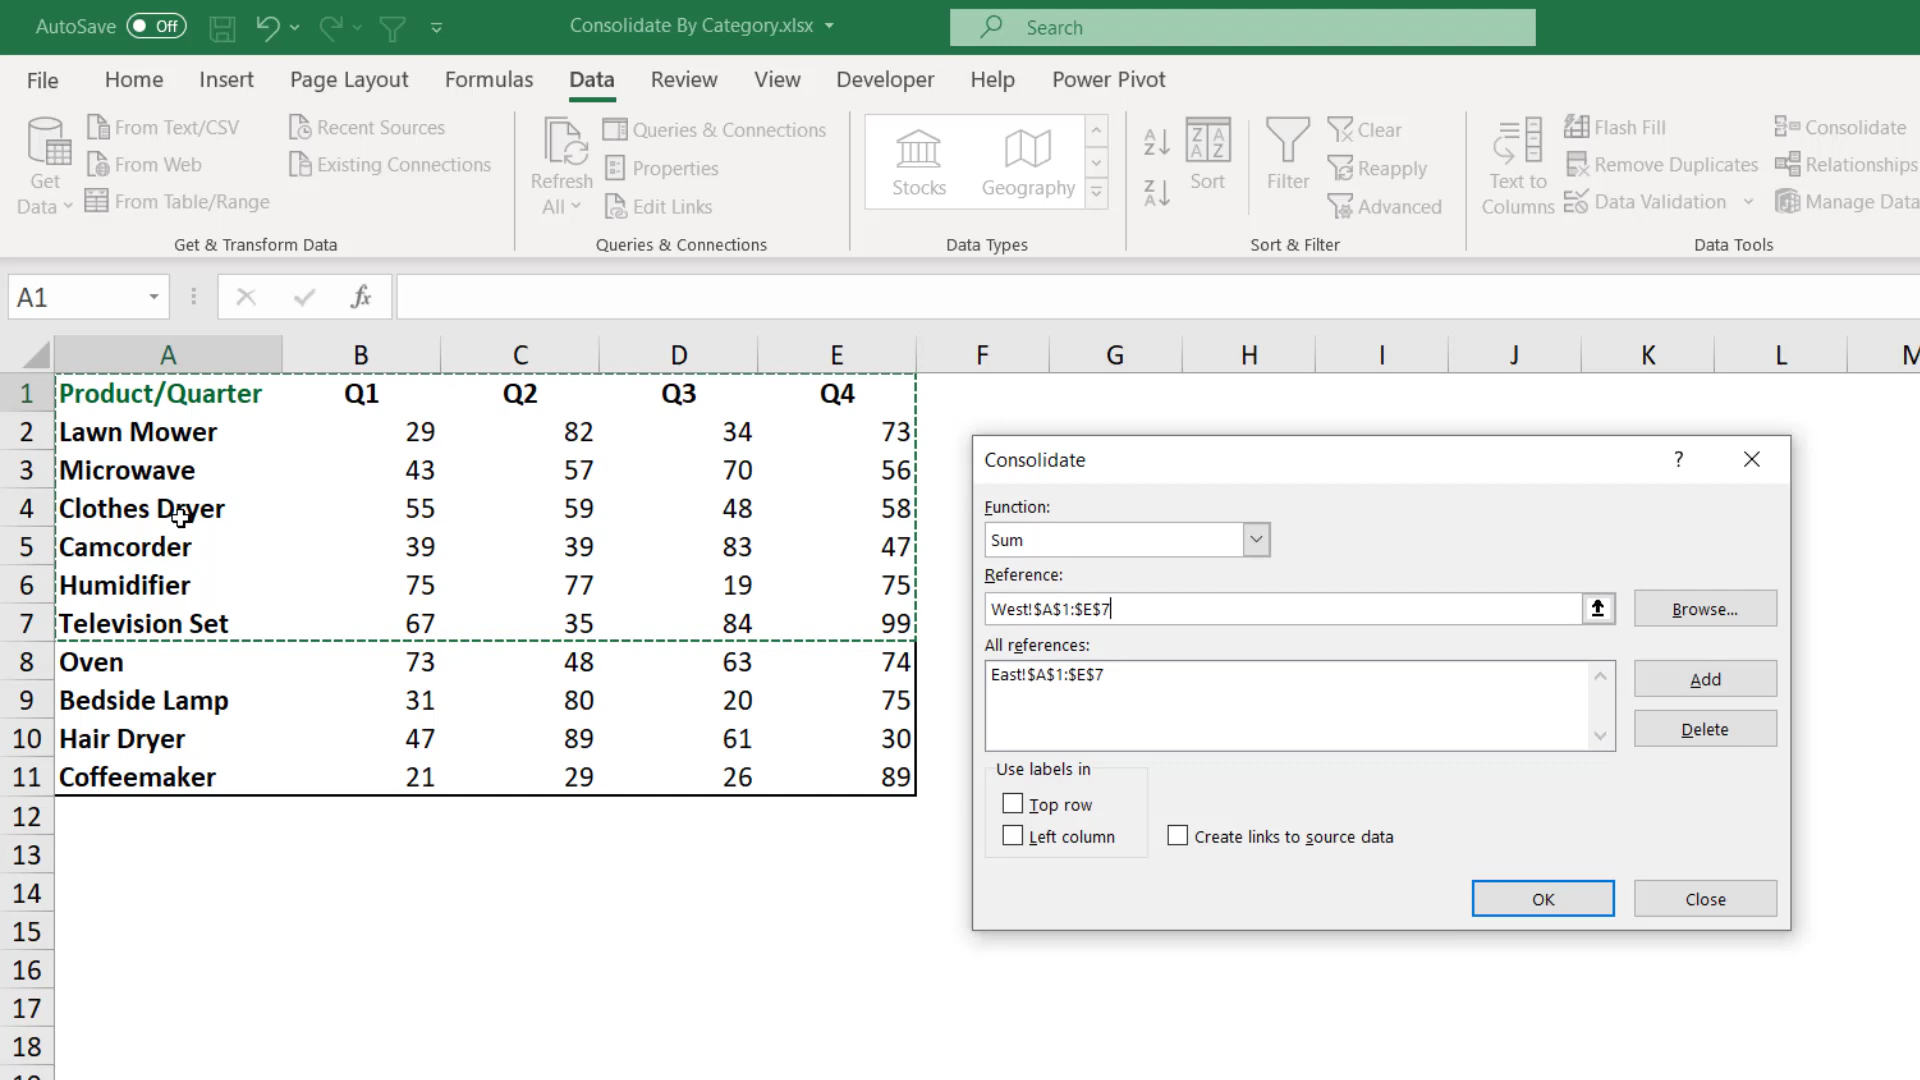 AutoSave Off Consolidate By Category.xlsx Search
File Home Insert Page Layout Formulas Data Review View Developer Help Power Pivot
Get Data
From Text/CSV
From Web
From Table/Range
Recent Sources
Existing Connections
Get & Transform Data
Refresh All
Queries & Connections
Properties
Edit Links
Queries & Connections
Stocks Geography
Data Types
Sort
Filter
Clear
Reapply
Advanced
Sort & Filter
Text to Columns
Flash Fill
Remove Duplicates
Data Validation
Consolidate
Relationships
Manage Data
Data Tools
A1 fx
A B C D E F G H I J K L M
1 Product/Quarter Q1 Q2 Q3 Q4
2 Lawn Mower 29 82 34 73
3 Microwave 43 57 70 56
4 Clothes Dryer 55 59 48 58
5 Camcorder 39 39 83 47
6 Humidifier 75 77 19 75
7 Television Set 67 35 84 99
8 Oven 73 48 63 74
9 Bedside Lamp 31 80 20 75
10 Hair Dryer 47 89 61 30
11 Coffeemaker 21 29 26 89
12
13
14
15
16
17
18
Consolidate ?
Function:
Sum
Reference:
West!$A$1:$E$7 Browse...
All references:
East!$A$1:$E$7
Add
Delete
Use labels in
Top row
Left column
Create links to source data
OK Close